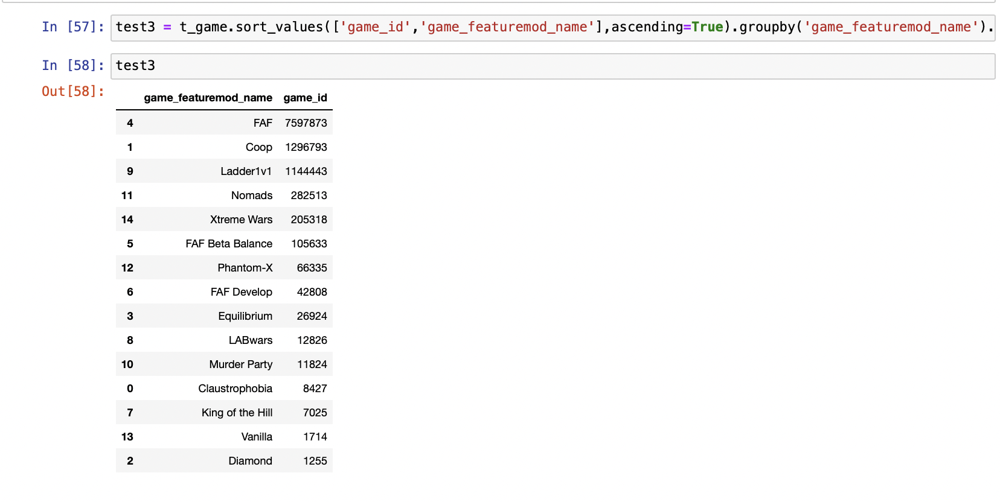 In [57]: test3 = t_game.sort_values(['game_id','game_featuremod_name'],ascending=True).groupby('game_featuremod_name').
In [58]: test3
Out[58]:
game_featuremod_name game_id
4 FAF 7597873
1 Coop 1296793
9 Ladder1v1 1144443
11 Nomads 282513
14 Xtreme Wars 205318
5 FAF Beta Balance 105633
12 Phantom-X 66335
6 FAF Develop 42808
3 Equilibrium 26924
8 LABwars 12826
10 Murder Party 11824
0 Claustrophobia 8427
7 King of the Hill 7025
13 Vanilla 1714
2 Diamond 1255